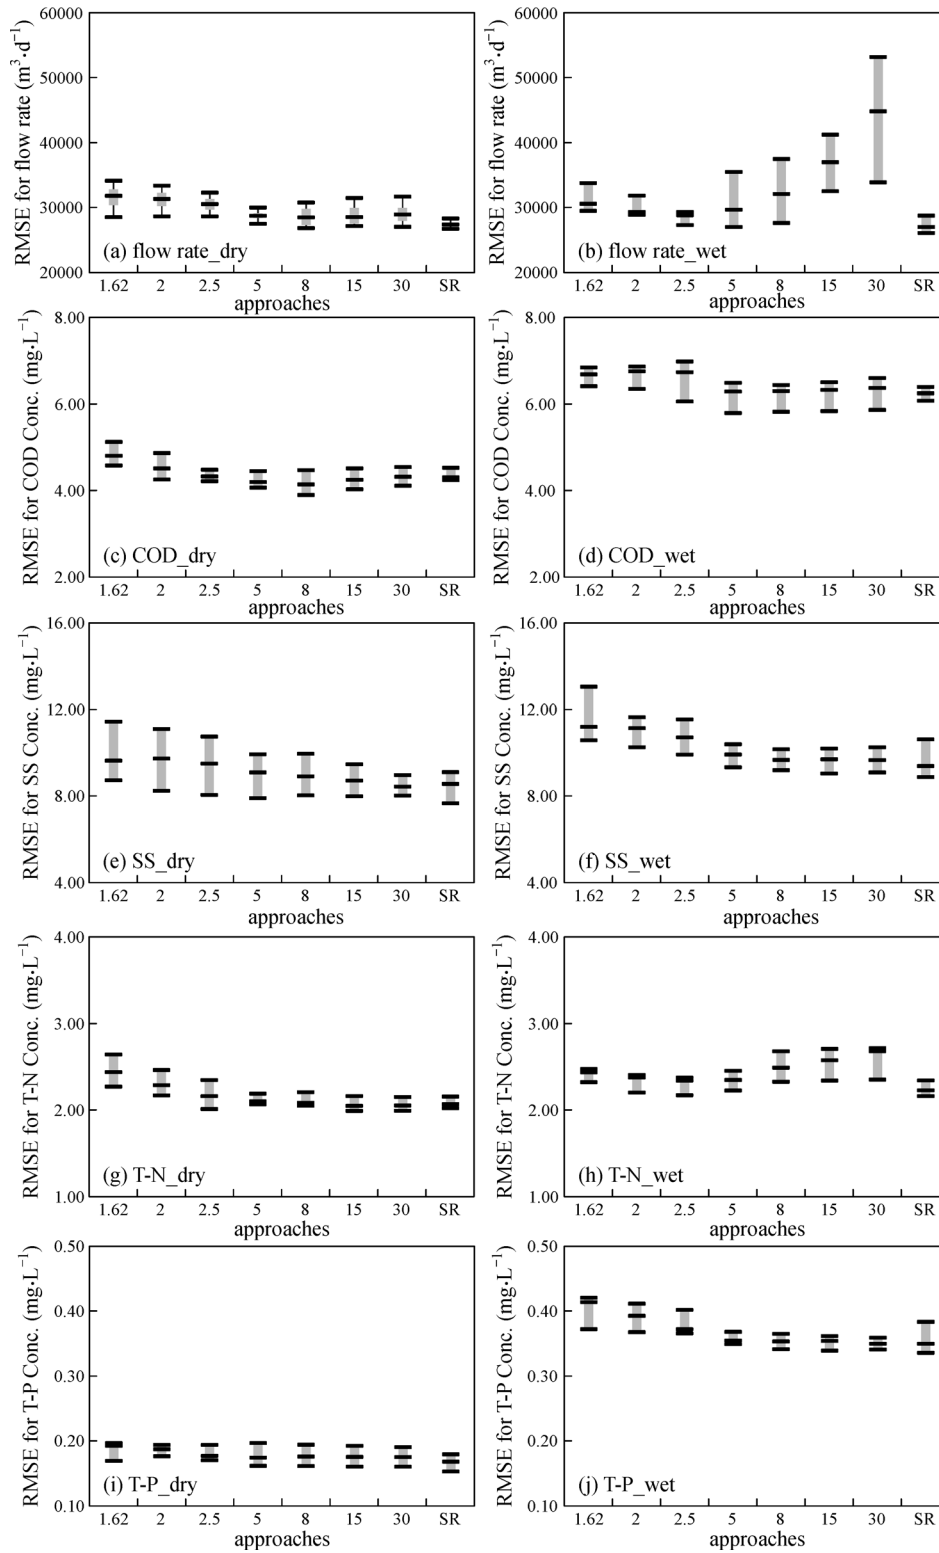 RMSE for flow rate (m³·d⁻¹)
60000
50000
40000
30000
20000
(a) flow rate_dry
1.62 2 2.5 5 8 15 30 SR
approaches
RMSE for flow rate (m³·d⁻¹)
60000
50000
40000
30000
20000
(b) flow rate_wet
1.62 2 2.5 5 8 15 30 SR
approaches
RMSE for COD Conc. (mg·L⁻¹)
8.00
6.00
4.00
2.00
(c) COD_dry
1.62 2 2.5 5 8 15 30 SR
approaches
RMSE for COD Conc. (mg·L⁻¹)
8.00
6.00
4.00
2.00
(d) COD_wet
1.62 2 2.5 5 8 15 30 SR
approaches
RMSE for SS Conc. (mg·L⁻¹)
16.00
12.00
8.00
4.00
(e) SS_dry
1.62 2 2.5 5 8 15 30 SR
approaches
RMSE for SS Conc. (mg·L⁻¹)
16.00
12.00
8.00
4.00
(f) SS_wet
1.62 2 2.5 5 8 15 30 SR
approaches
RMSE for T-N Conc. (mg·L⁻¹)
4.00
3.00
2.00
1.00
(g) T-N_dry
1.62 2 2.5 5 8 15 30 SR
approaches
RMSE for T-N Conc. (mg·L⁻¹)
4.00
3.00
2.00
1.00
(h) T-N_wet
1.62 2 2.5 5 8 15 30 SR
approaches
RMSE for T-P Conc. (mg·L⁻¹)
0.50
0.40
0.30
0.20
0.10
(i) T-P_dry
1.62 2 2.5 5 8 15 30 SR
approaches
RMSE for T-P Conc. (mg·L⁻¹)
0.50
0.40
0.30
0.20
0.10
(j) T-P_wet
1.62 2 2.5 5 8 15 30 SR
approaches